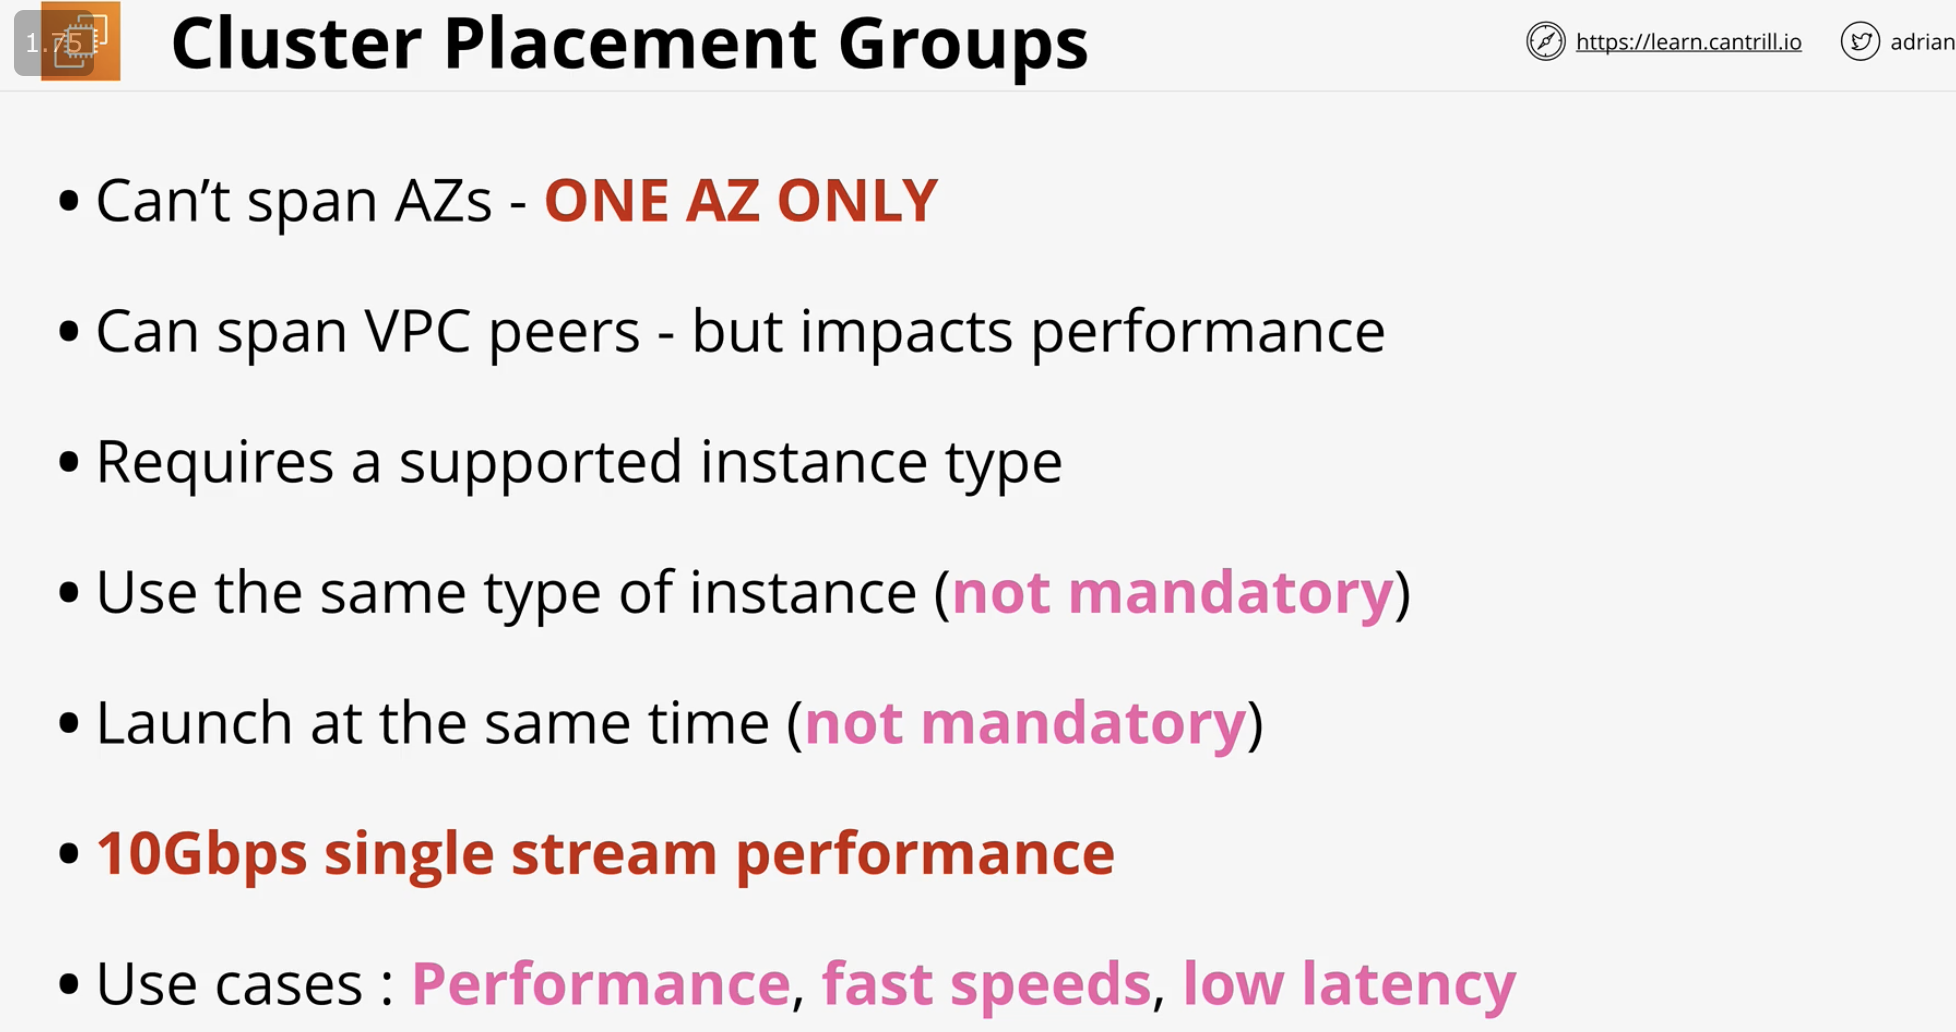 1.75
Cluster Placement Groups
https://learn.cantrill.io
adrian
• Can’t span AZs - ONE AZ ONLY
• Can span VPC peers - but impacts performance
• Requires a supported instance type
• Use the same type of instance (not mandatory)
• Launch at the same time (not mandatory)
• 10Gbps single stream performance
• Use cases : Performance, fast speeds, low latency